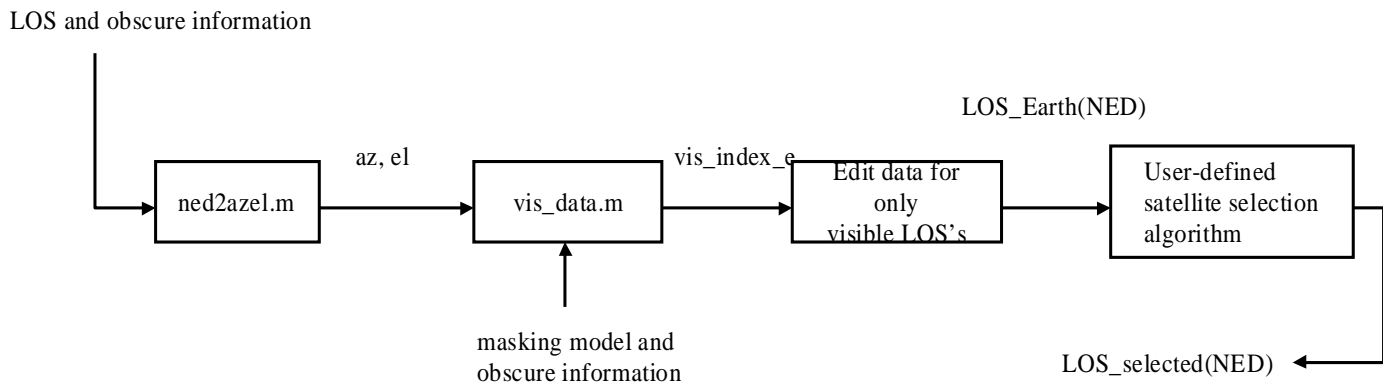 LOS and obscure information
LOS_Earth(NED)
az, el
vis_index_e
ned2azel.m
vis_data.m
Edit data for
only
visible LOS’s
User-defined
satellite selection
algorithm
masking model and
obscure information
LOS_selected(NED)